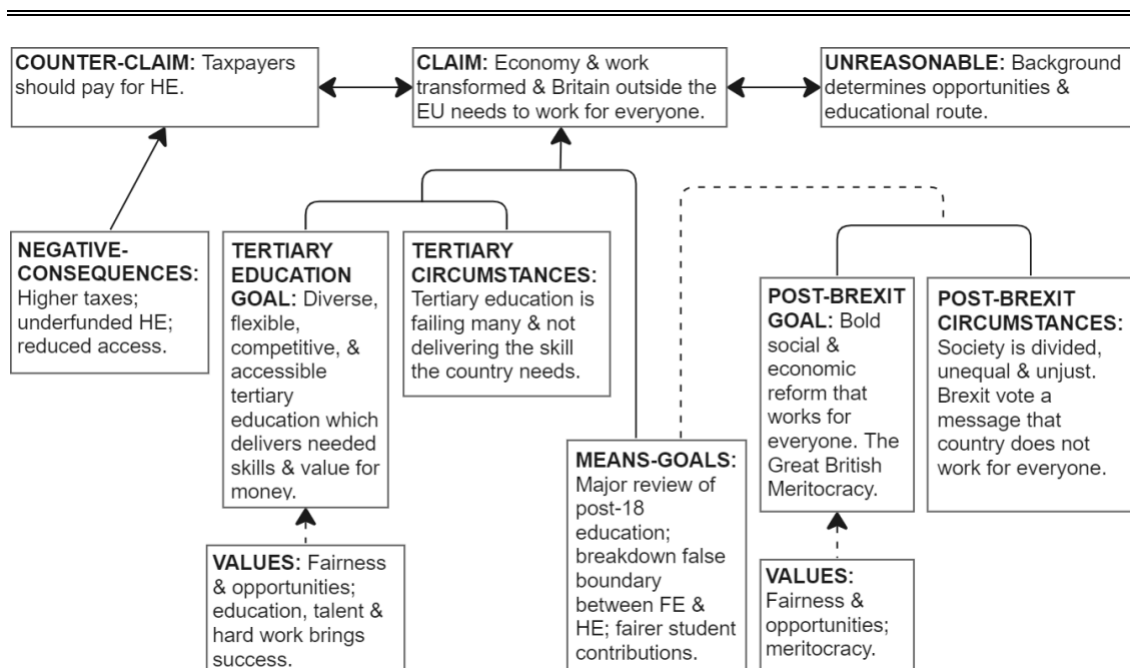 COUNTER-CLAIM: Taxpayers
should pay for HE.
CLAIM: Economy & work
transformed & Britain outside the
EU needs to work for everyone.
UNREASONABLE: Background
determines opportunities &
educational route.
NEGATIVE-
CONSEQUENCES:
Higher taxes;
underfunded HE;
reduced access.
TERTIARY
EDUCATION
GOAL: Diverse,
flexible,
competitive, &
accessible
tertiary
education which
delivers needed
skills & value for
money.
TERTIARY
CIRCUMSTANCES:
Tertiary education is
failing many & not
delivering the skill
the country needs.
POST-BREXIT
GOAL: Bold
social &
economic
reform that
works for
everyone. The
Great British
Meritocracy.
POST-BREXIT
CIRCUMSTANCES:
Society is divided,
unequal & unjust.
Brexit vote a
message that
country does not
work for everyone.
MEANS-GOALS:
Major review of
post-18
education;
breakdown false
boundary
between FE &
HE; fairer student
contributions.
VALUES: Fairness
& opportunities;
education, talent &
hard work brings
success.
VALUES:
Fairness &
opportunities;
meritocracy.